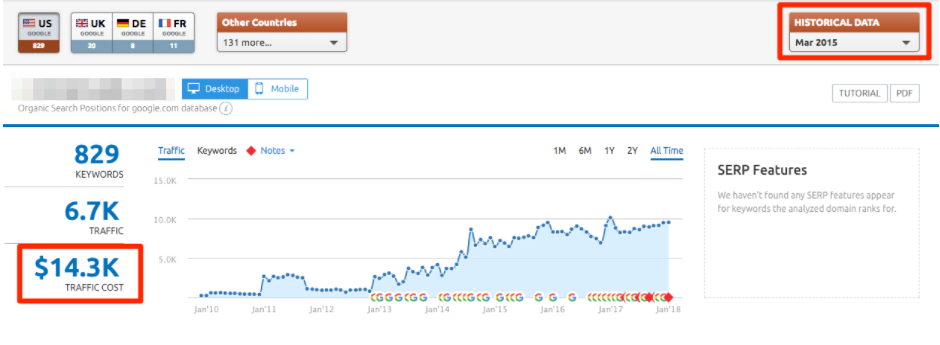 US
GOOGLE
829
UK
GOOGLE
20
DE
GOOGLE
8
FR
GOOGLE
11
Other Countries
131 more...
HISTORICAL DATA
Mar 2015
Desktop
Mobile
Organic Search Positions for google.com database i
TUTORIAL
PDF
829
KEYWORDS
6.7K
TRAFFIC
$14.3K
TRAFFIC COST
Traffic Keywords Notes
1M 6M 1Y 2Y All Time
15.0K
10.0K
5.0K
Jan'10 Jan'11 Jan'12 Jan'13 Jan'14 Jan'15 Jan'16 Jan'17 Jan'18
SERP Features
We haven't found any SERP features appear
for keywords the analyzed domain ranks for.